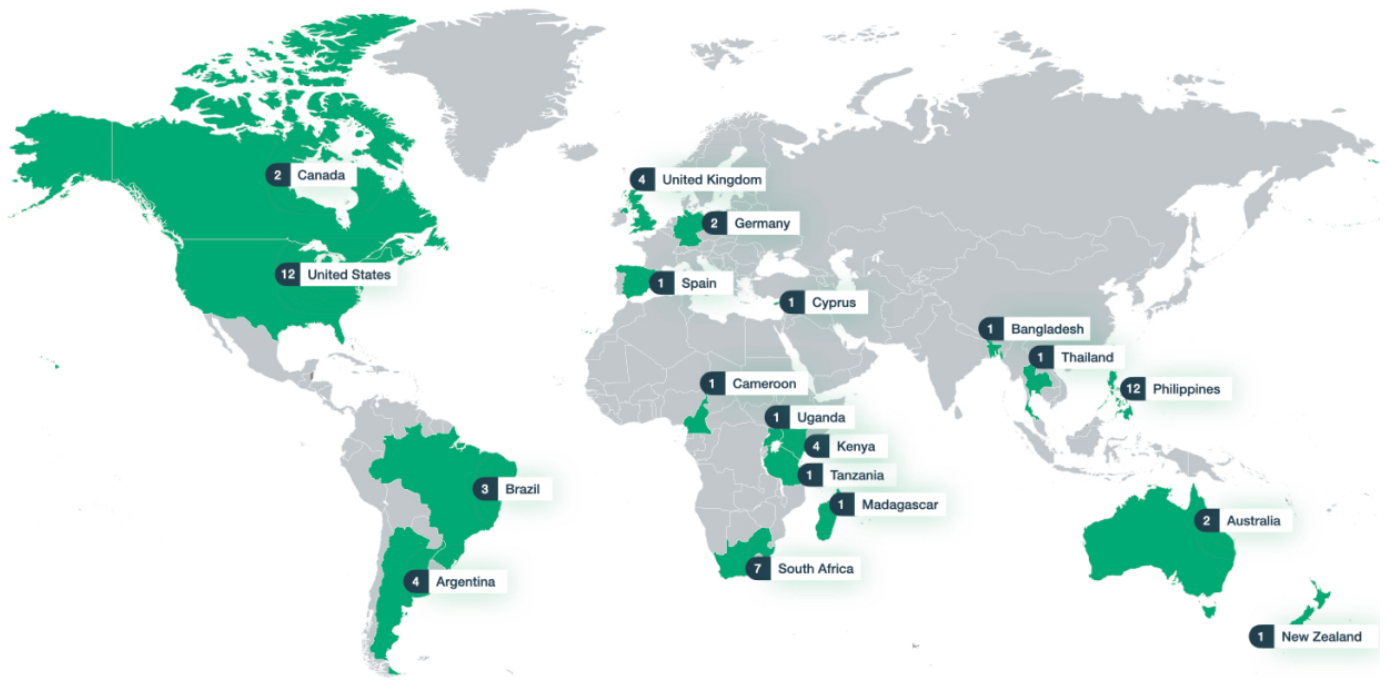 2 Canada
4 United Kingdom
2 Germany
12 United States
1 Spain
1 Cyprus
1 Bangladesh
1 Thailand
1 Cameroon
12 Philippines
1 Uganda
4 Kenya
1 Tanzania
3 Brazil
1 Madagascar
2 Australia
7 South Africa
4 Argentina
1 New Zealand